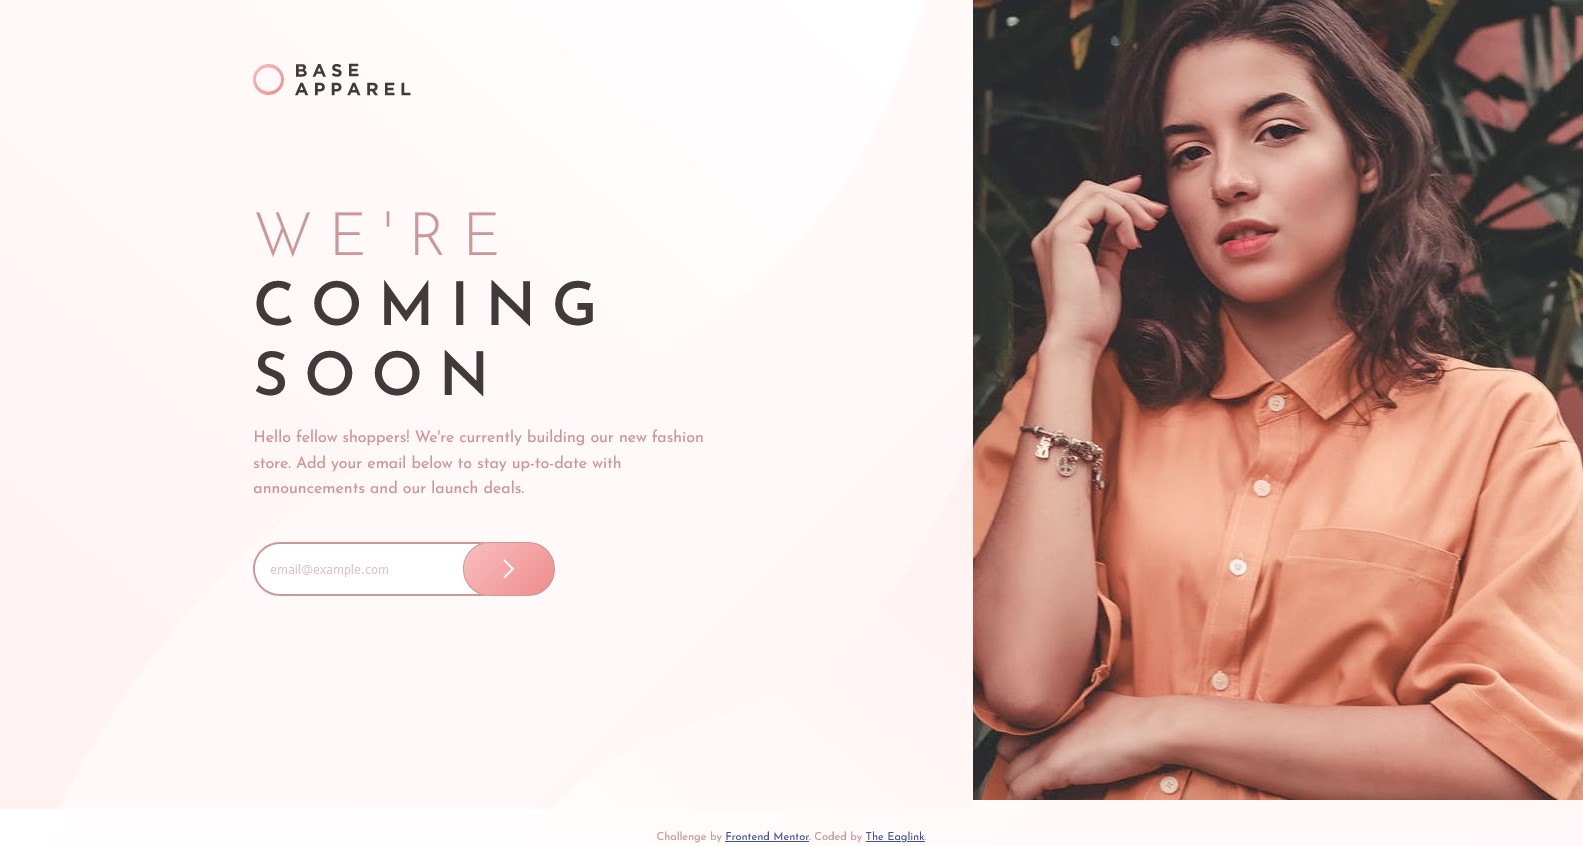 BASE
APPAREL
WE'RE
COMING
SOON
Hello fellow shoppers! We're currently building our new fashion
store. Add your email below to stay up-to-date with
announcements and our launch deals.
email@example.com
Challenge by Frontend Mentor. Coded by The Eaglink.